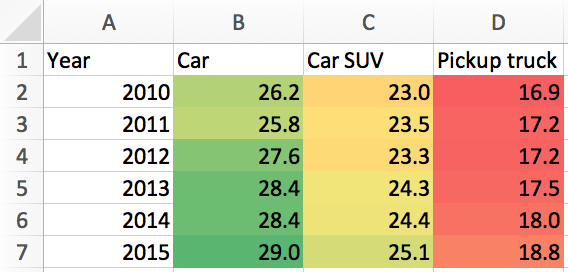 A B C D
1 Year Car Car SUV Pickup truck
2 2010 26.2 23.0 16.9
3 2011 25.8 23.5 17.2
4 2012 27.6 23.3 17.2
5 2013 28.4 24.3 17.5
6 2014 28.4 24.4 18.0
7 2015 29.0 25.1 18.8